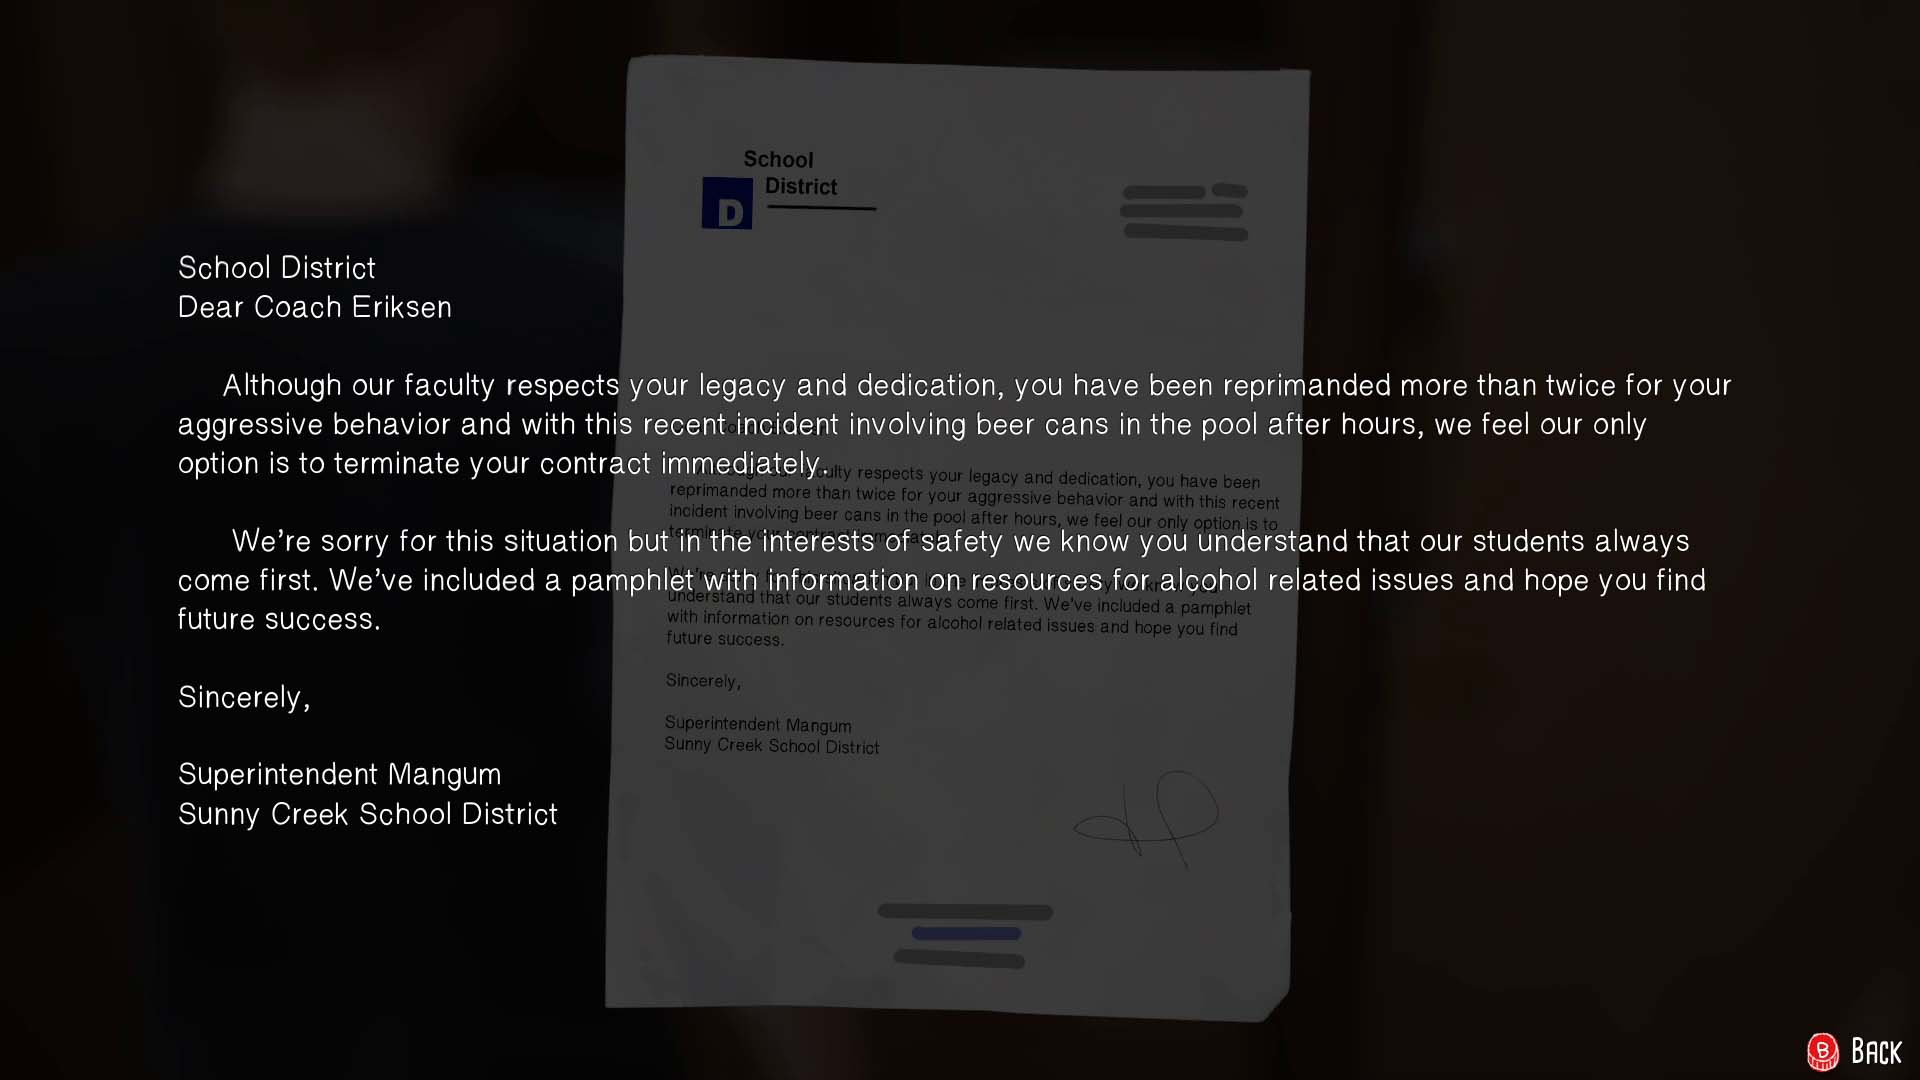 School District
Dear Coach Eriksen
Although our faculty respects your legacy and dedication, you have been reprimanded more than twice for your
aggressive behavior and with this recent incident involving beer cans in the pool after hours, we feel our only
option is to terminate your contract immediately.
We're sorry for this situation but in the interests of safety we know you understand that our students always
come first. We've included a pamphlet with information on resources for alcohol related issues and hope you find
future success.
Sincerely,
Superintendent Mangum
Sunny Creek School District
School
District
D
faculty respects your legacy and dedication, you have been
reprimanded more than twice for your aggressive behavior and with this recent
incident involving beer cans in the pool after hours, we feel our only option is to
understand that our students always come first. We've included a pamphlet
with information on resources for alcohol related issues and hope you find
future success.
Sincerely,
Superintendent Mangum
Sunny Creek School District
B BACK